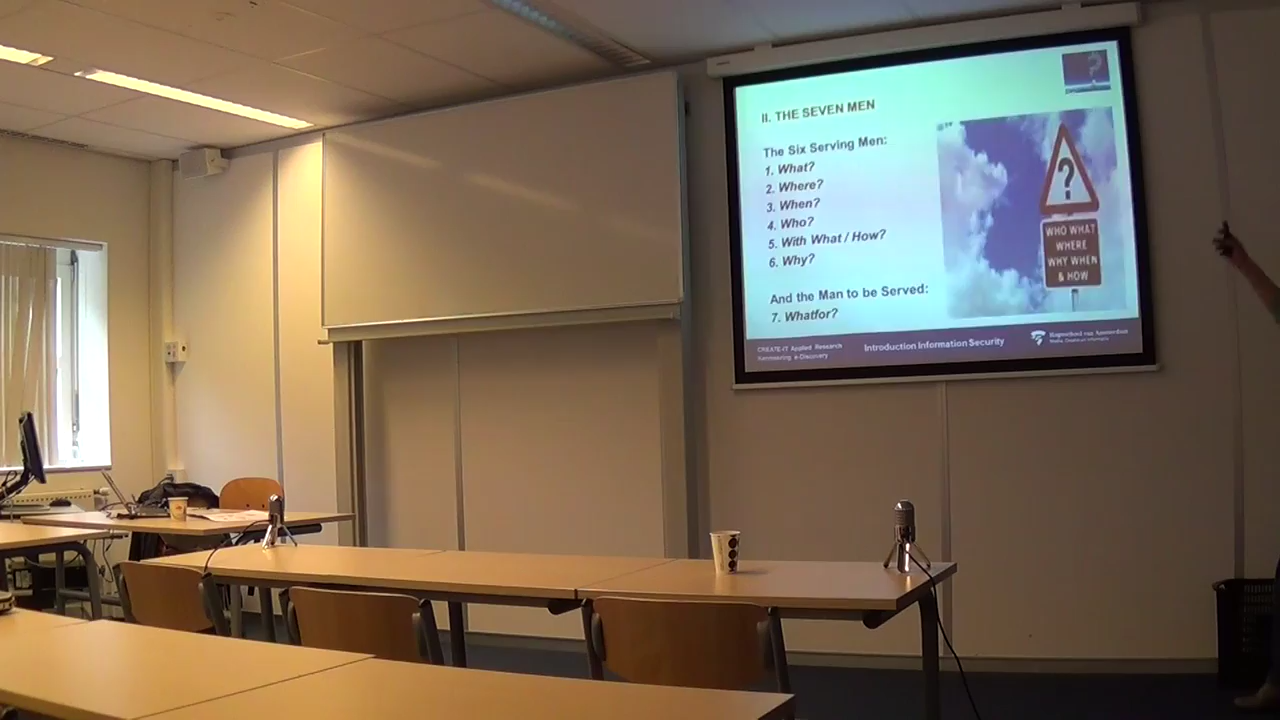 II. THE SEVEN MEN
The Six Serving Men:
1. What?
2. Where?
3. When?
4. Who?
5. With What / How?
6. Why?
And the Man to be Served:
7. Whatfor?
?
WHO WHAT
WHERE
WHY WHEN
& HOW
CREATE-IT Applied Research
e-Discovery
Introduction Information Security
Hogeschool van Amsterdam